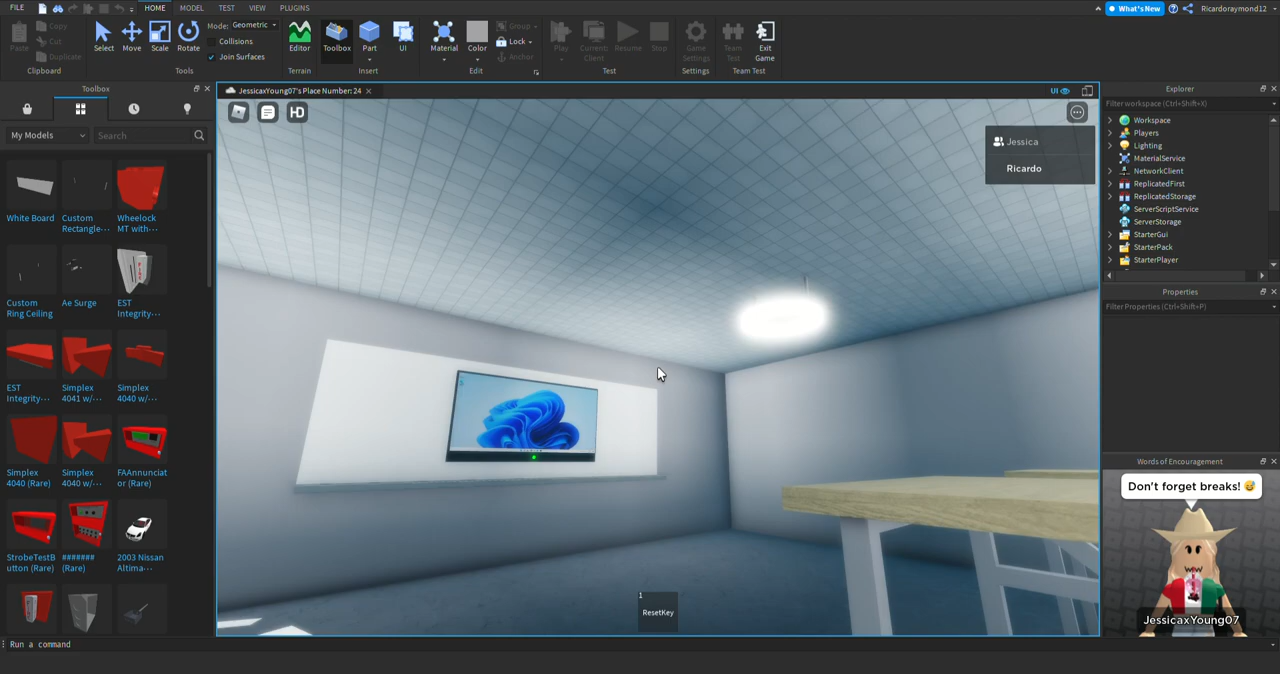 FILE
HOME
MODEL
TEST
VIEW
PLUGINS
What's New
Ricardoraymond12
Paste
Copy
Cut
Duplicate
Clipboard
Select
Move
Scale
Rotate
Mode: Geometric
Collisions
Join Surfaces
Tools
Editor
Terrain
Toolbox
Part
UI
Insert
Material
Color
Group
Lock
Anchor
Edit
Play
Current:
Client
Resume
Stop
Test
Game
Settings
Settings
Team
Test
Exit
Game
Team Test
Toolbox
My Models
Search
White Board
Custom
Rectangle-··
Wheelock
MT with-··
Custom
Ring Ceiling
Ae Surge
EST
Integrity-··
EST
Integrity-··
Simplex
4041 w/-··
Simplex
4040 w/-··
Simplex
4040 (Rare)
Simplex
4040 w/-··
FAAnnunciat
or (Rare)
StrobeTestB
utton (Rare)
#######
(Rare)
2003 Nissan
Altima-··
JessicaxYoung07's Place Number: 24
UI
HD
Jessica
Ricardo
1
ResetKey
Explorer
Filter workspace (Ctrl+Shift+X)
Workspace
Players
Lighting
MaterialService
NetworkClient
ReplicatedFirst
ReplicatedStorage
ServerScriptService
ServerStorage
StarterGui
StarterPack
StarterPlayer
Properties
Filter Properties (Ctrl+Shift+P)
Words of Encouragement
Don't forget breaks! 😅
JessicaxYoung07
Run a command